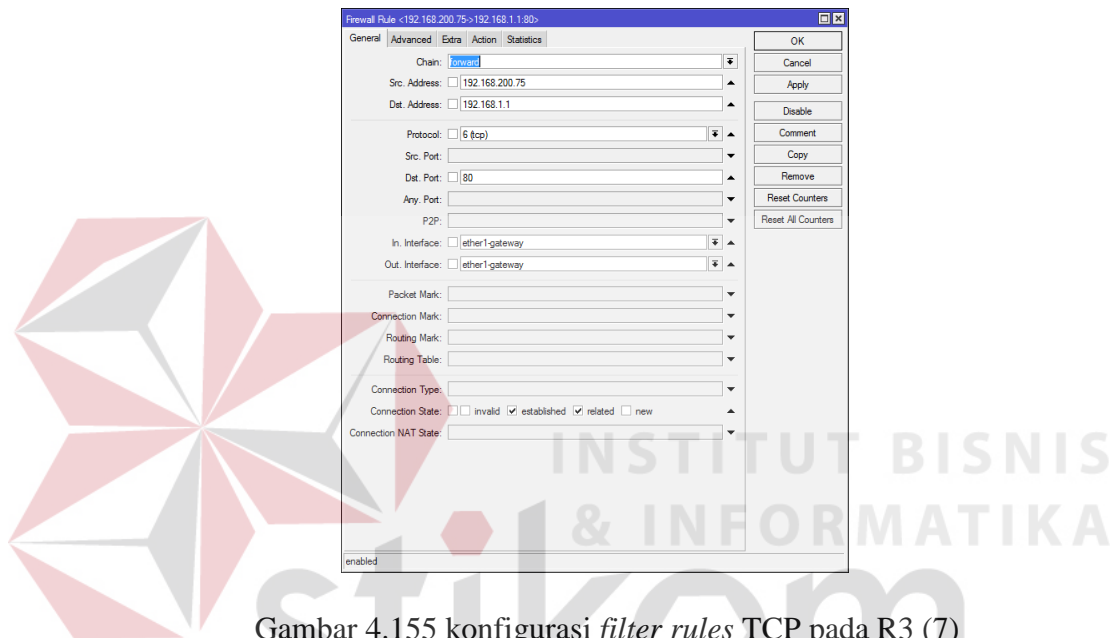 Firewall Rule <192.168.200.75->192.168.1.1:80>
General Advanced Extra Action Statistics
OK
Chain: forward
Cancel
Src. Address: 192.168.200.75
Apply
Dst. Address: 192.168.1.1
Disable
Protocol: 6 (tcp)
Comment
Src. Port:
Copy
Dst. Port: 80
Remove
Any. Port:
Reset Counters
P2P:
Reset All Counters
In. Interface: ether1-gateway
Out. Interface: ether1-gateway
Packet Mark:
Connection Mark:
Routing Mark:
Routing Table:
Connection Type:
Connection State: invalid established related new
Connection NAT State:
enabled
INSTITUT BISNIS
& INFORMATIKA
stikom
Gambar 4.155 konfigurasi filter rules TCP pada R3 (7)